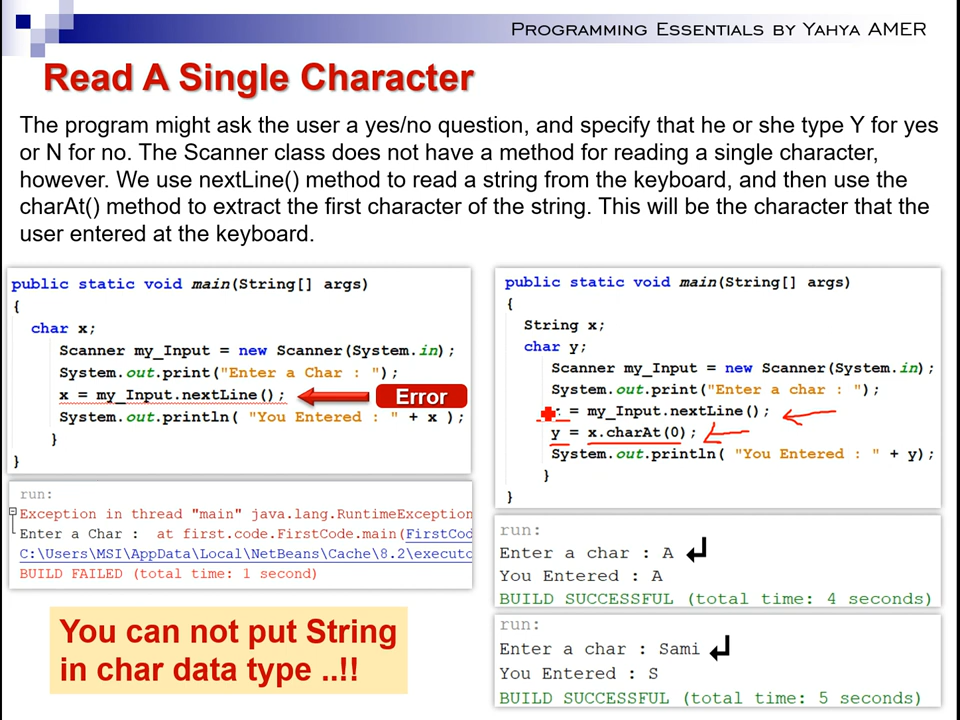 PROGRAMMING ESSENTIALS BY YAHYA AMER
Read A Single Character
The program might ask the user a yes/no question, and specify that he or she type Y for yes
or N for no. The Scanner class does not have a method for reading a single character,
however. We use nextLine() method to read a string from the keyboard, and then use the
charAt() method to extract the first character of the string. This will be the character that the
user entered at the keyboard.
public static void main(String[] args)
{
char x;
Scanner my_Input = new Scanner(System.in);
System.out.print("Enter a Char : ");
x = my_Input.nextLine();
Error
System.out.println( "You Entered : " + x );
}
}
run:
Exception in thread "main" java.lang.RuntimeException
Enter a Char :  at first.code.FirstCode.main(FirstCod
C:\Users\MSI\AppData\Local\NetBeans\Cache\8.2\executo
BUILD FAILED (total time: 1 second)
You can not put String
in char data type ..!!
public static void main(String[] args)
{
String x;
char y;
Scanner my_Input = new Scanner(System.in);
System.out.print("Enter a char : ");
= my_Input.nextLine();
y = x.charAt(0);
System.out.println( "You Entered : " + y);
}
}
run:
Enter a char : A
You Entered : A
BUILD SUCCESSFUL (total time: 4 seconds)
run:
Enter a char : Sami
You Entered : S
BUILD SUCCESSFUL (total time: 5 seconds)